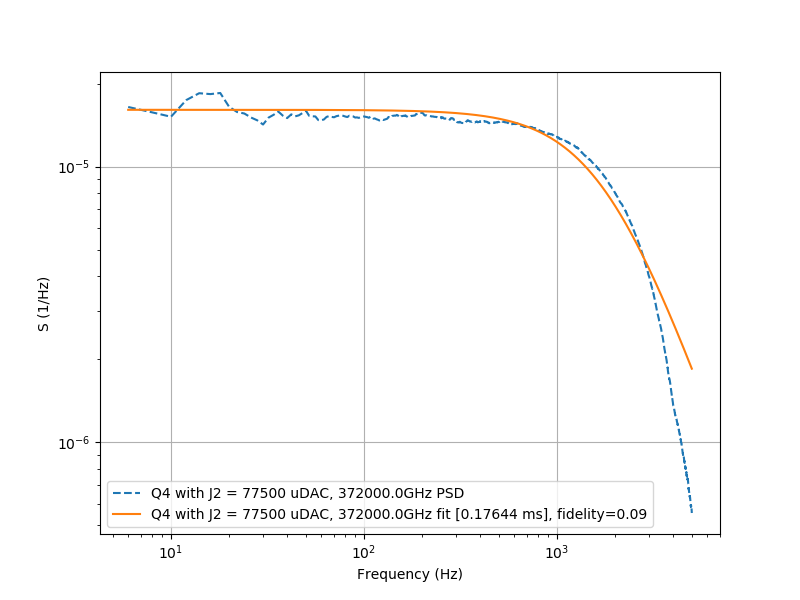 10⁻⁵
10⁻⁶
S (1/Hz)
Q4 with J2 = 77500 uDAC, 372000.0GHz PSD
Q4 with J2 = 77500 uDAC, 372000.0GHz fit [0.17644 ms], fidelity=0.09
10¹ 10² 10³
Frequency (Hz)